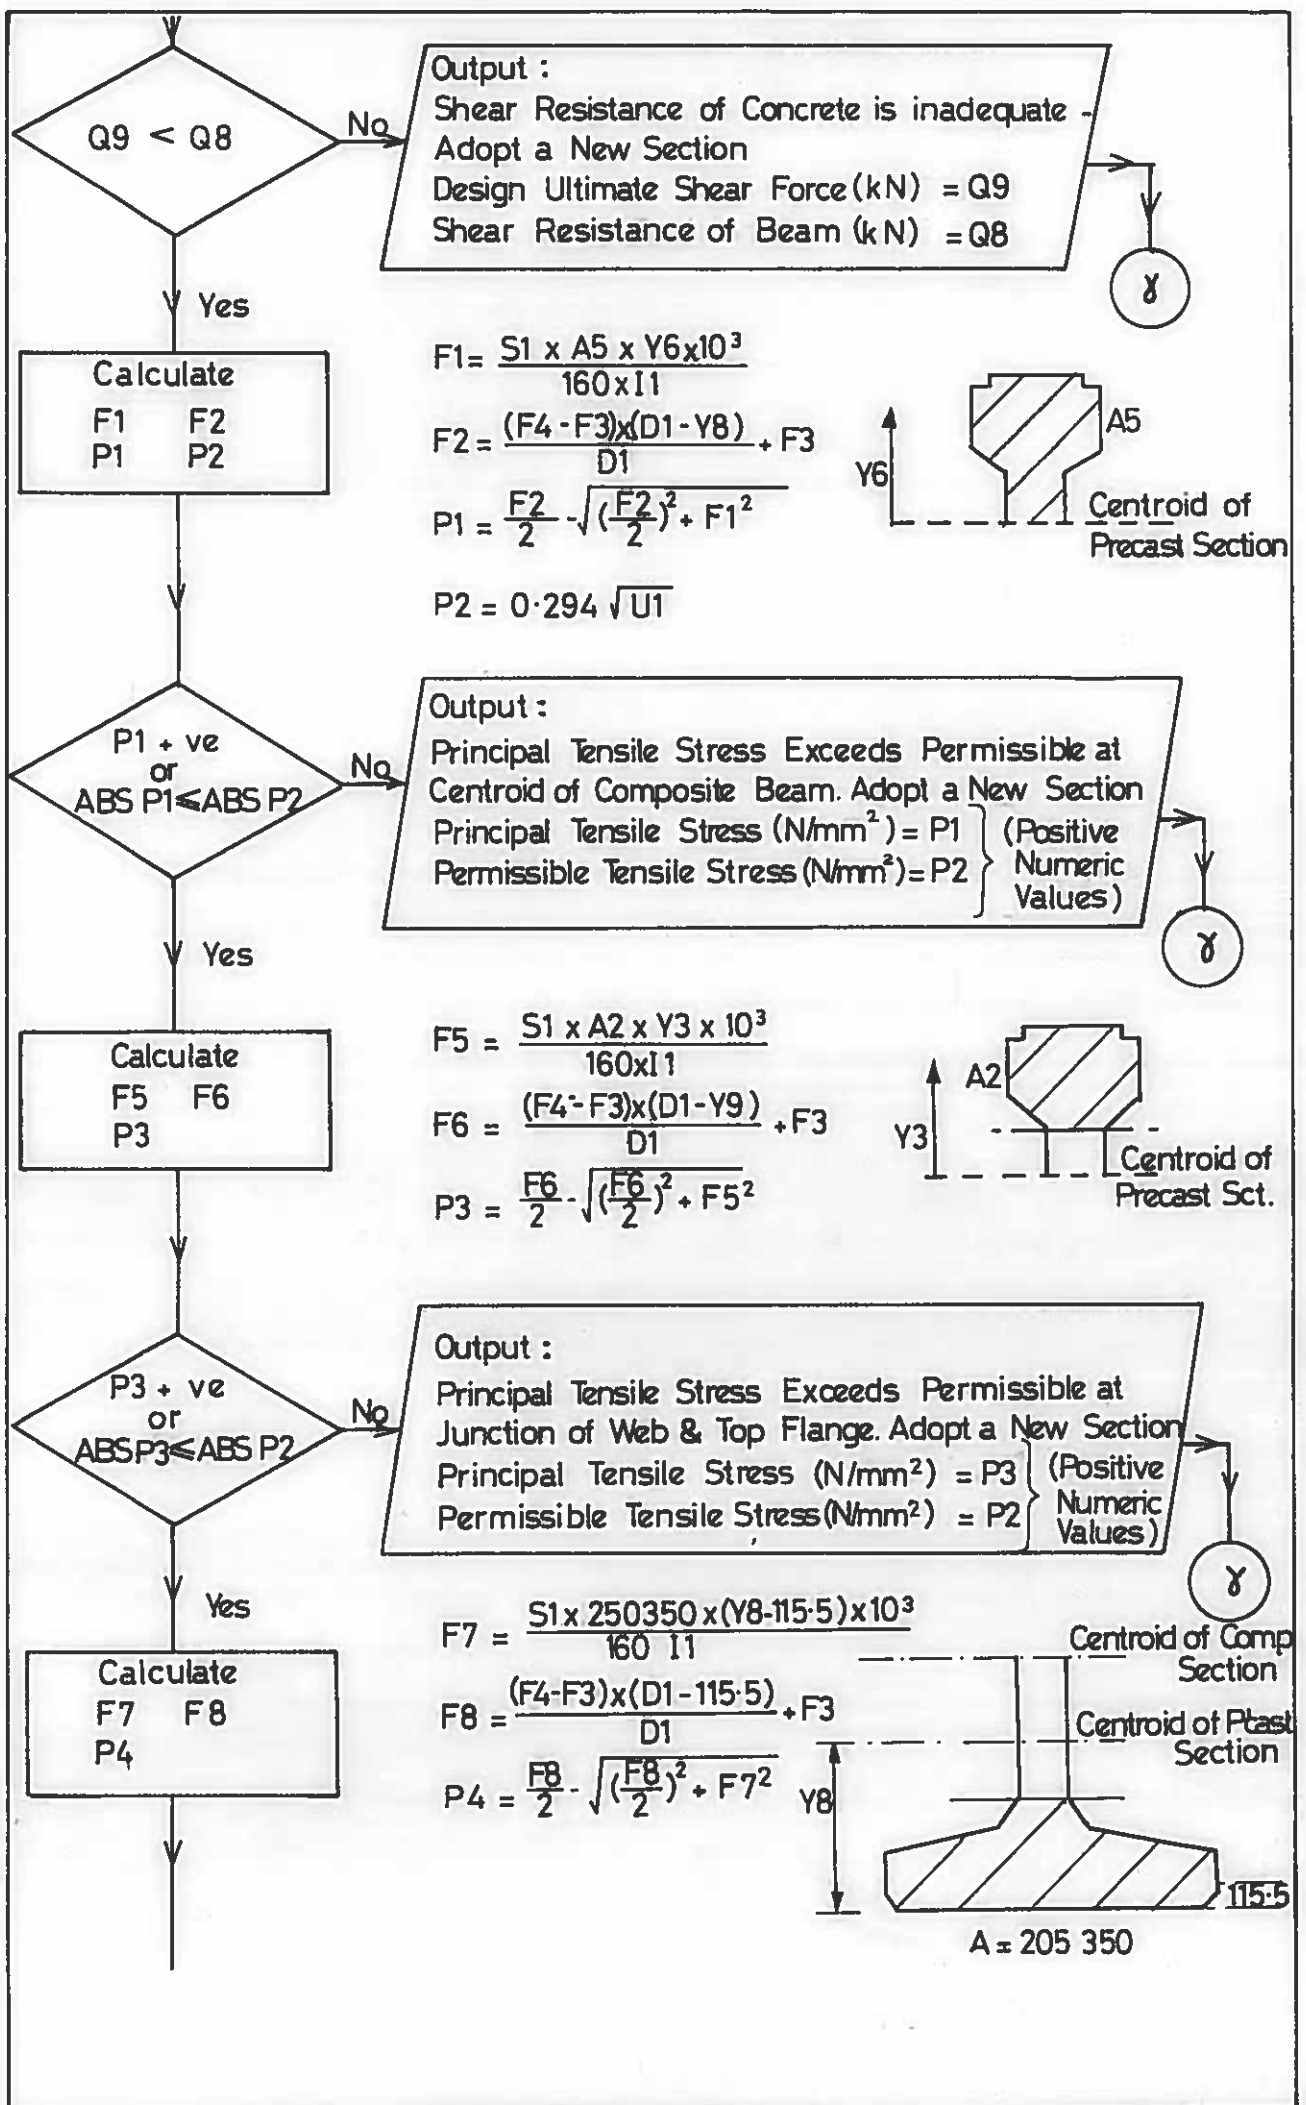 Q9 < Q8
No
Output :
Shear Resistance of Concrete is inadequate -
Adopt a New Section
Design Ultimate Shear Force (kN) = Q9
Shear Resistance of Beam (kN) = Q8
γ
Yes
Calculate
F1 F2
P1 P2
F1 = S1 x A5 x Y6 x 10³ / 160 x I1
F2 = (F4 - F3) x (D1 - Y8) / D1 + F3
P1 = F2/2 - √(F2/2)² + F1²
P2 = 0·294 √U1
A5
Y6
Centroid of
Precast Section
P1 + ve
or
ABS P1 ⩽ ABS P2
No
Output :
Principal Tensile Stress Exceeds Permissible at
Centroid of Composite Beam. Adopt a New Section
Principal Tensile Stress (N/mm²) = P1
Permissible Tensile Stress (N/mm²) = P2
(Positive
Numeric
Values)
γ
Yes
Calculate
F5 F6
P3
F5 = S1 x A2 x Y3 x 10³ / 160 x I1
F6 = (F4 - F3) x (D1 - Y9) / D1 + F3
P3 = F6/2 - √(F6/2)² + F5²
A2
Y3
Centroid of
Precast Sct.
P3 + ve
or
ABS P3 ⩽ ABS P2
No
Output :
Principal Tensile Stress Exceeds Permissible at
Junction of Web & Top Flange. Adopt a New Section
Principal Tensile Stress (N/mm²) = P3
Permissible Tensile Stress (N/mm²) = P2
(Positive
Numeric
Values)
γ
Yes
Calculate
F7 F8
P4
F7 = S1 x 250350 x (Y8-115·5) x 10³ / 160 I1
F8 = (F4-F3) x (D1-115·5) / D1 + F3
P4 = F8/2 - √(F8/2)² + F7²
Centroid of Comp
Section
Centroid of Ptast
Section
Y8
115·5
A = 205 350